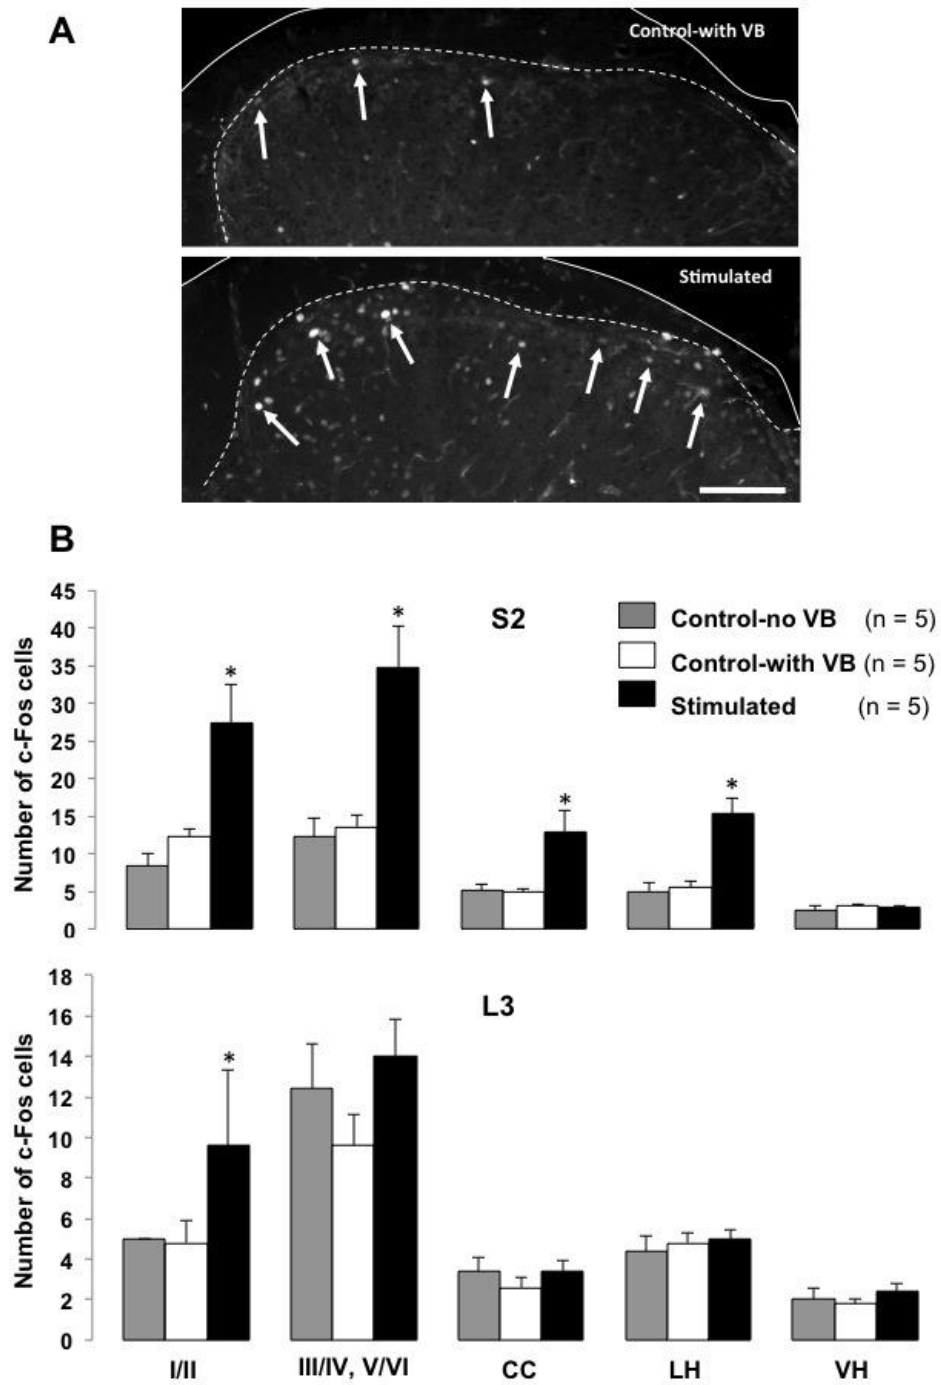 A
Control-with VB
Stimulated
B
45
40
35
30
25
20
15
10
5
0
Number of c-Fos cells
S2
Control-no VB (n = 5)
Control-with VB (n = 5)
Stimulated (n = 5)
*
*
*
*
18
16
14
12
10
8
6
4
2
0
Number of c-Fos cells
L3
*
I/II III/IV, V/VI CC LH VH